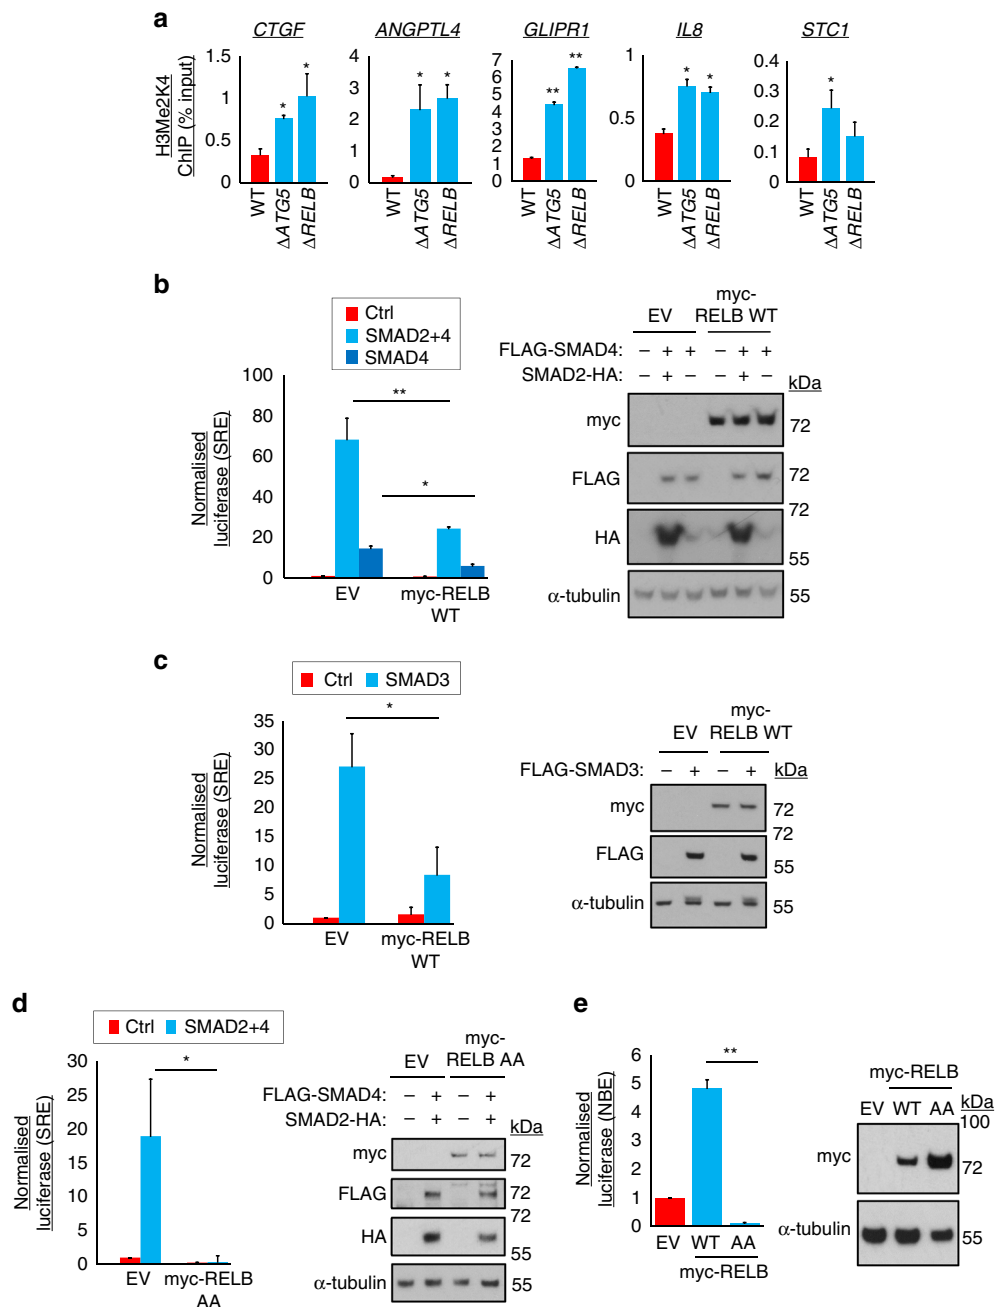 a
CTGF ANGPTL4 GLIPR1 IL8 STC1
H3Me2K4
ChIP (% input)
1.5
1
0.5
0
* *
WT ΔATG5 ΔRELB
4
3
2
1
0
* *
WT ΔATG5 ΔRELB
7
6
5
4
3
2
1
0
** **
WT ΔATG5 ΔRELB
1
0.5
0
* *
WT ΔATG5 ΔRELB
0.4
0.3
0.2
0.1
0
*
WT ΔATG5 ΔRELB
b
Ctrl
SMAD2+4
SMAD4
Normalised
luciferase (SRE)
100
80
60
40
20
0
**
*
EV myc-RELB
WT
myc-
EV RELB WT
FLAG-SMAD4: – + + – + +
SMAD2-HA: – + – – + –
kDa
myc 72
FLAG 72
72
HA
55
α-tubulin 55
c
Ctrl SMAD3
Normalised
luciferase (SRE)
35
30
25
20
15
10
5
0
*
EV myc-RELB
WT
myc-
EV RELB WT
FLAG-SMAD3: – + – + kDa
myc 72
72
FLAG 55
α-tubulin 55
d
Ctrl SMAD2+4
Normalised
luciferase (SRE)
30
25
20
15
10
5
0
*
EV myc-RELB
AA
myc-
EV RELB AA
FLAG-SMAD4: – + – +
SMAD2-HA: – + – +
kDa
myc 72
FLAG 72
72
HA
55
α-tubulin 55
e
Normalised
luciferase (NBE)
6
5
4
3
2
1
0
**
EV WT AA
myc-RELB
myc-RELB
EV WT AA kDa
100
myc 72
α-tubulin 55